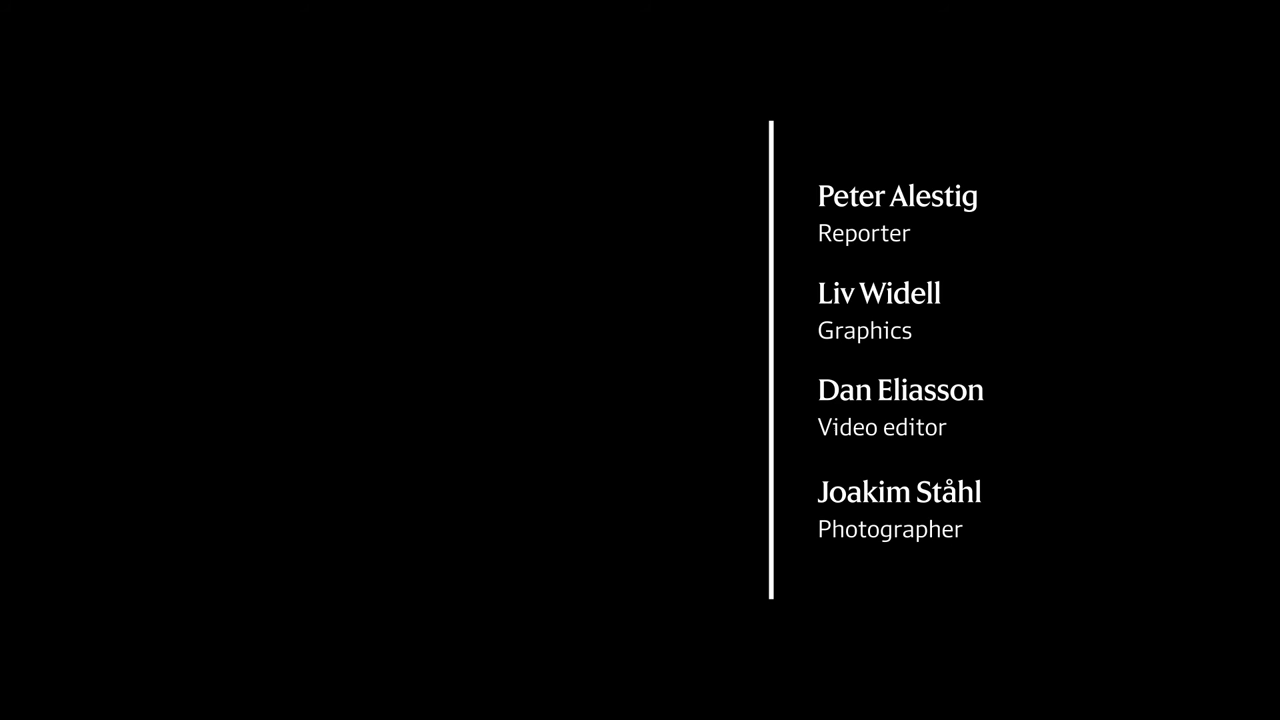 Peter Alestig
Reporter
Liv Widell
Graphics
Dan Eliasson
Video editor
Joakim Ståhl
Photographer